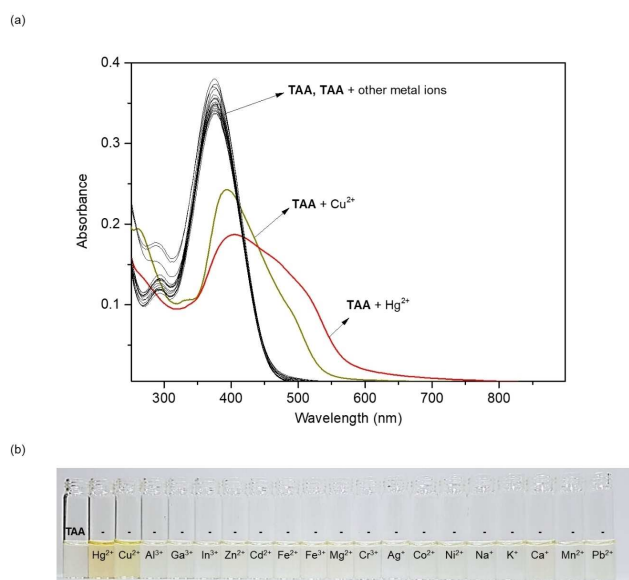 (a)
0.4
TAA, TAA + other metal ions
0.3
TAA + Cu²⁺
0.2
TAA + Hg²⁺
0.1
Absorbance
300 400 500 600 700 800
Wavelength (nm)
(b)
TAA - - - - - - - - - - - - - - - - - - -
Hg²⁺ Cu²⁺ Al³⁺ Ga³⁺ In³⁺ Zn²⁺ Cd²⁺ Fe²⁺ Fe³⁺ Mg²⁺ Cr³⁺ Ag⁺ Co²⁺ Ni²⁺ Na⁺ K⁺ Ca⁺ Mn²⁺ Pb²⁺